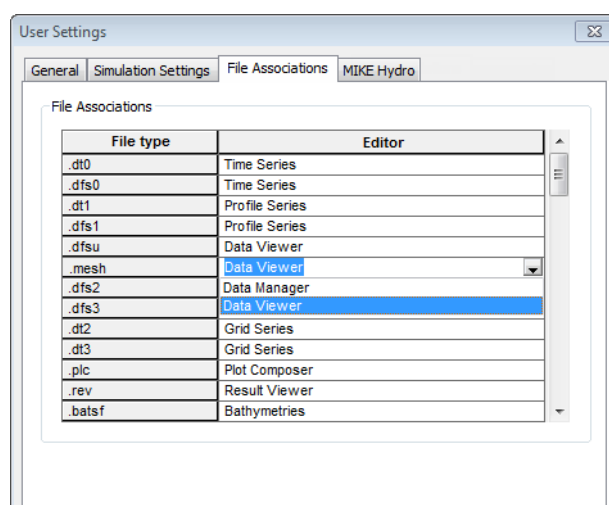 User Settings
General Simulation Settings File Associations MIKE Hydro
File Associations
File type Editor
.dt0 Time Series
.dfs0 Time Series
.dt1 Profile Series
.dfs1 Profile Series
.dfsu Data Viewer
.mesh Data Viewer
.dfs2 Data Manager
.dfs3 Data Viewer
.dt2 Grid Series
.dt3 Grid Series
.plc Plot Composer
.rev Result Viewer
.batsf Bathymetries